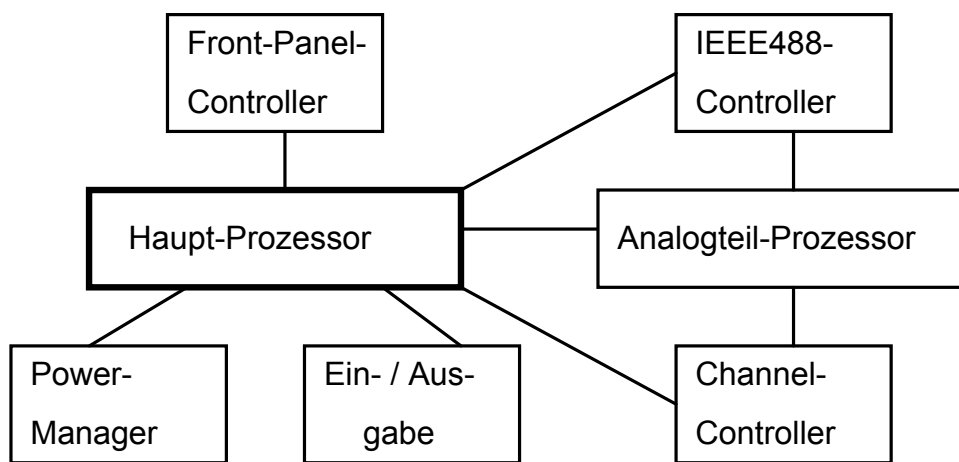 Front-Panel-
Controller
IEEE488-
Controller
Haupt-Prozessor
Analogteil-Prozessor
Power-
Manager
Ein- / Aus-
gabe
Channel-
Controller